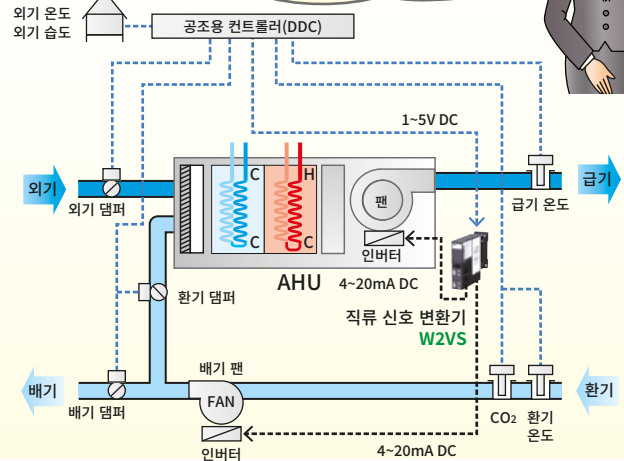 외기 온도
외기 습도
공조용 컨트롤러(DDC)
1~5V DC
외기
외기 댐퍼
C
H
C
C
팬
인버터
급기
급기 온도
AHU
4~20mA DC
환기 댐퍼
직류 신호 변환기
W2VS
배기
배기 댐퍼
배기 팬
FAN
인버터
4~20mA DC
CO₂
환기
온도
환기